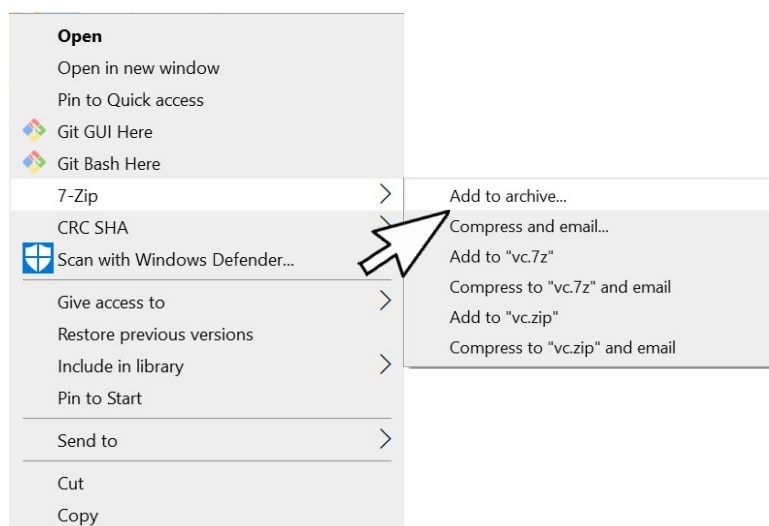 Open
Open in new window
Pin to Quick access
Git GUI Here
Git Bash Here
7-Zip
CRC SHA
Scan with Windows Defender...
Give access to
Restore previous versions
Include in library
Pin to Start
Send to
Cut
Copy
Add to archive...
Compress and email...
Add to "vc.7z"
Compress to "vc.7z" and email
Add to "vc.zip"
Compress to "vc.zip" and email